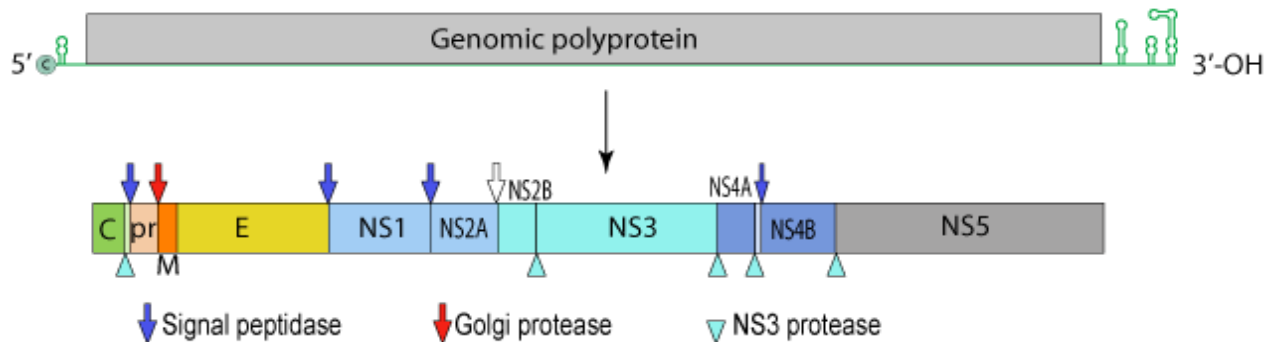 Genomic polyprotein
5′ C 3′-OH
NS2B NS4A
C pr E NS1 NS2A NS3 NS4B NS5
M
Signal peptidase Golgi protease NS3 protease